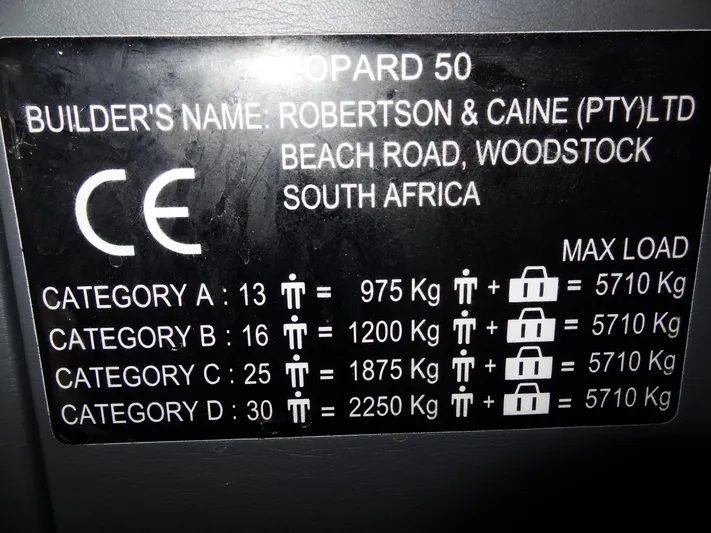 OPARD 50
BUILDER'S NAME: ROBERTSON & CAINE (PTY)LTD
BEACH ROAD, WOODSTOCK
SOUTH AFRICA
CE
MAX LOAD
CATEGORY A : 13 = 975 Kg + = 5710 Kg
CATEGORY B : 16 = 1200 Kg + = 5710 Kg
CATEGORY C : 25 = 1875 Kg + = 5710 Kg
CATEGORY D : 30 = 2250 Kg + = 5710 Kg